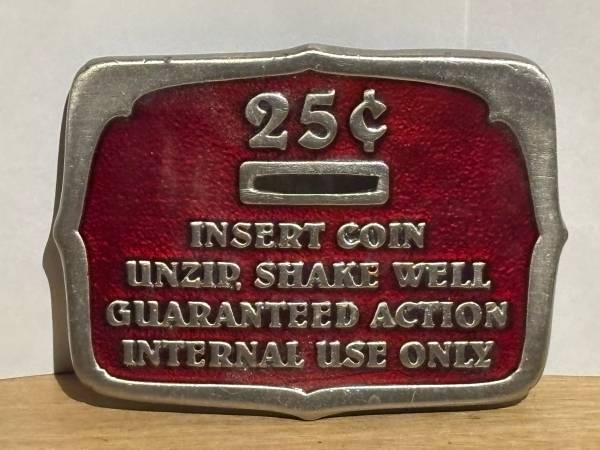 25¢
INSERT COIN
UNZIP, SHAKE WELL
GUARANTEED ACTION
INTERNAL USE ONLY